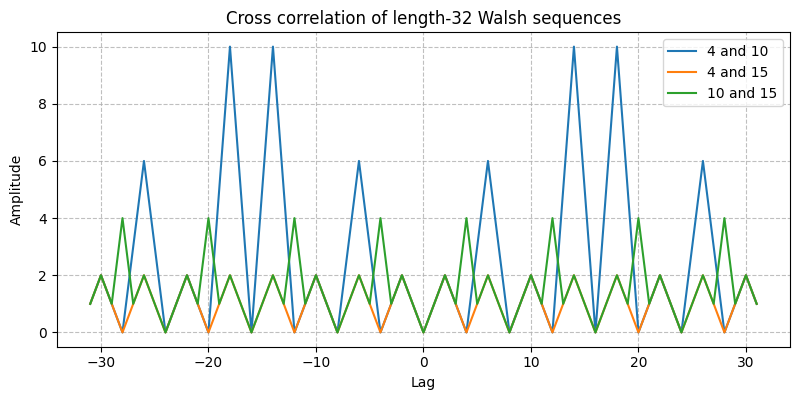 Cross correlation of length-32 Walsh sequences
10
8
6
4
2
0
Amplitude
4 and 10
4 and 15
10 and 15
−30
−20
−10
0
10
20
30
Lag